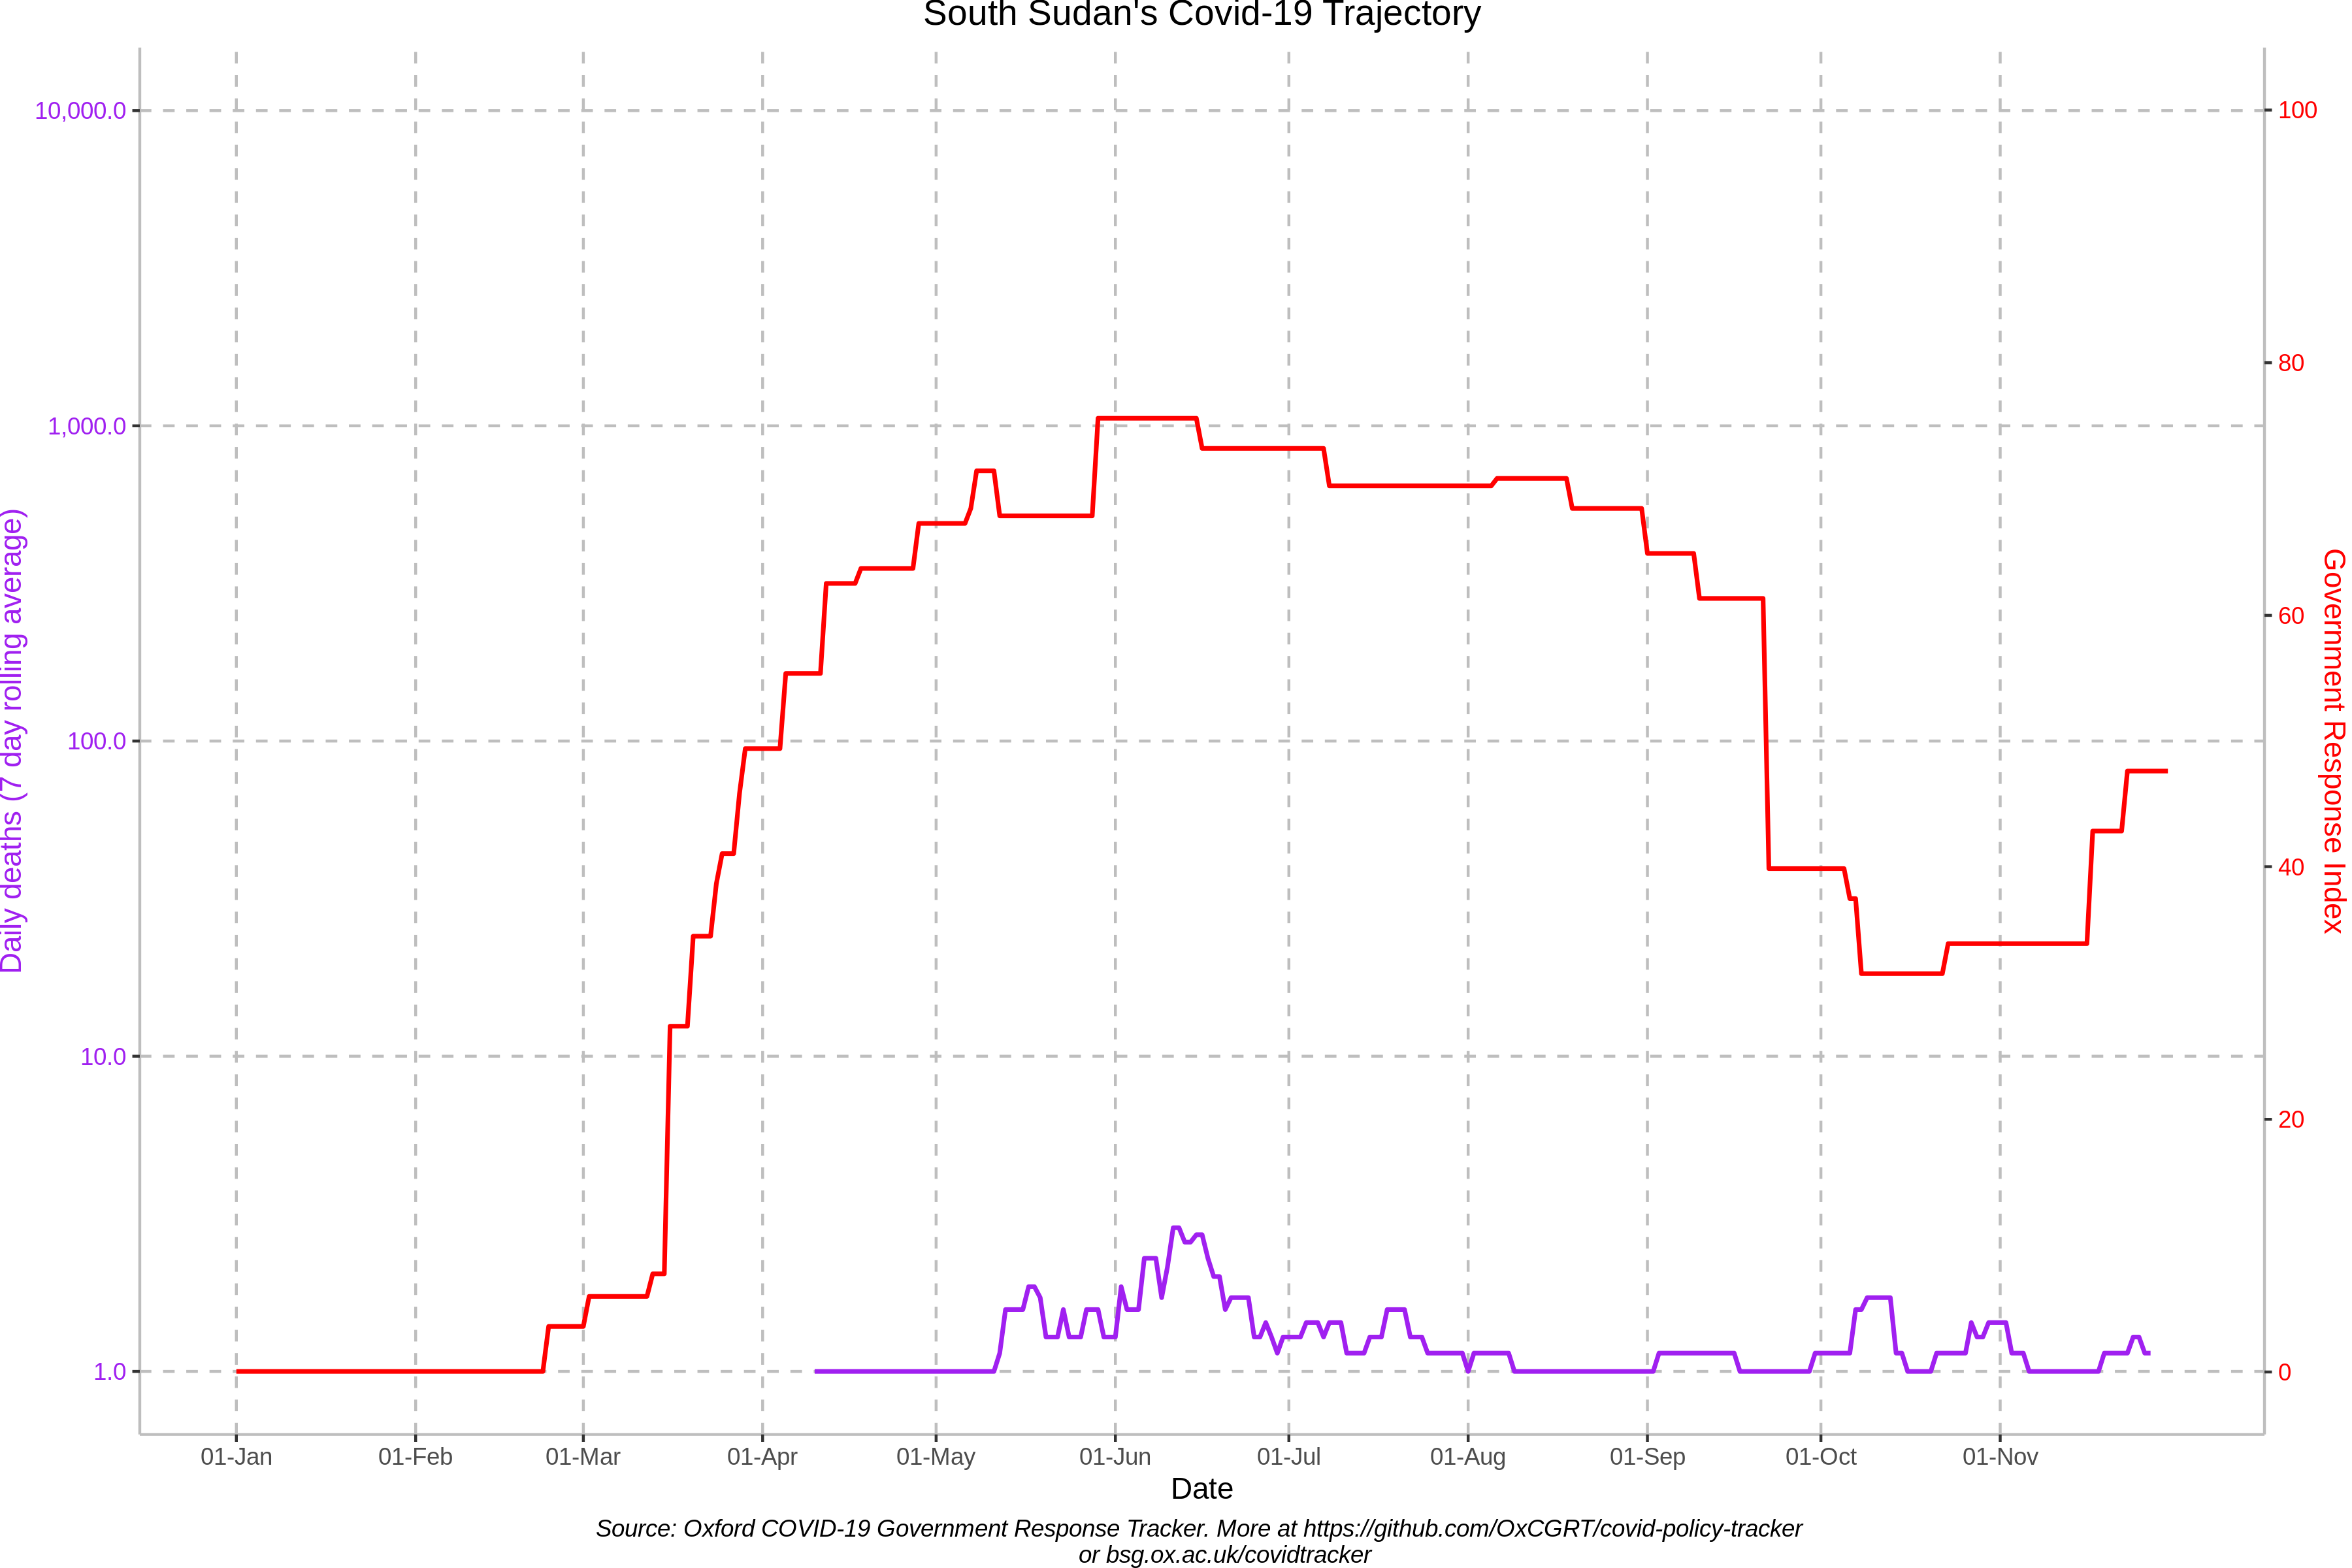 South Sudan's Covid-19 Trajectory
10,000.0
1,000.0
100.0
10.0
1.0
Daily deaths (7 day rolling average)
100
80
60
40
20
0
Government Response Index
01-Jan 01-Feb 01-Mar 01-Apr 01-May 01-Jun 01-Jul 01-Aug 01-Sep 01-Oct 01-Nov
Date
Source: Oxford COVID-19 Government Response Tracker. More at https://github.com/OxCGRT/covid-policy-tracker
or bsg.ox.ac.uk/covidtracker